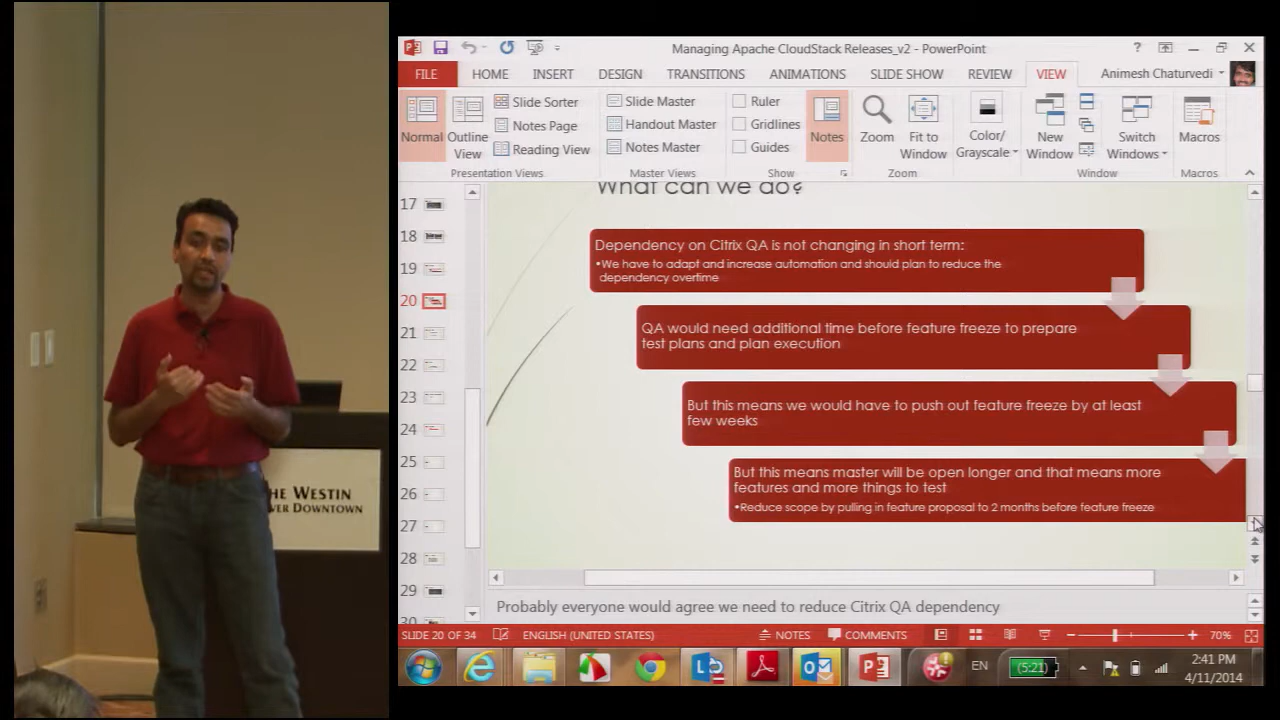 Managing Apache CloudStack Releases_v2 - PowerPoint
?
FILE
HOME
INSERT
DESIGN
TRANSITIONS
ANIMATIONS
SLIDE SHOW
REVIEW
VIEW
Animesh Chaturvedi
Normal
Outline
View
Slide Sorter
Notes Page
Reading View
Presentation Views
Slide Master
Handout Master
Notes Master
Master Views
Ruler
Gridlines
Guides
Show
Notes
Zoom
Fit to
Window
Zoom
Color/
Grayscale
New
Window
Switch
Windows
Window
Macros
Macros
17
18
19
20
21
22
23
24
25
26
27
28
29
30
What can we do?
Dependency on Citrix QA is not changing in short term:
•We have to adapt and increase automation and should plan to reduce the
dependency overtime
QA would need additional time before feature freeze to prepare
test plans and plan execution
But this means we would have to push out feature freeze by at least
few weeks
But this means master will be open longer and that means more
features and more things to test
•Reduce scope by pulling in feature proposal to 2 months before feature freeze
Probably everyone would agree we need to reduce Citrix QA dependency
SLIDE 20 OF 34
ENGLISH (UNITED STATES)
NOTES
COMMENTS
70%
EN
(5:21)
2:41 PM
4/11/2014
HE WESTIN
VER DOWNTOWN